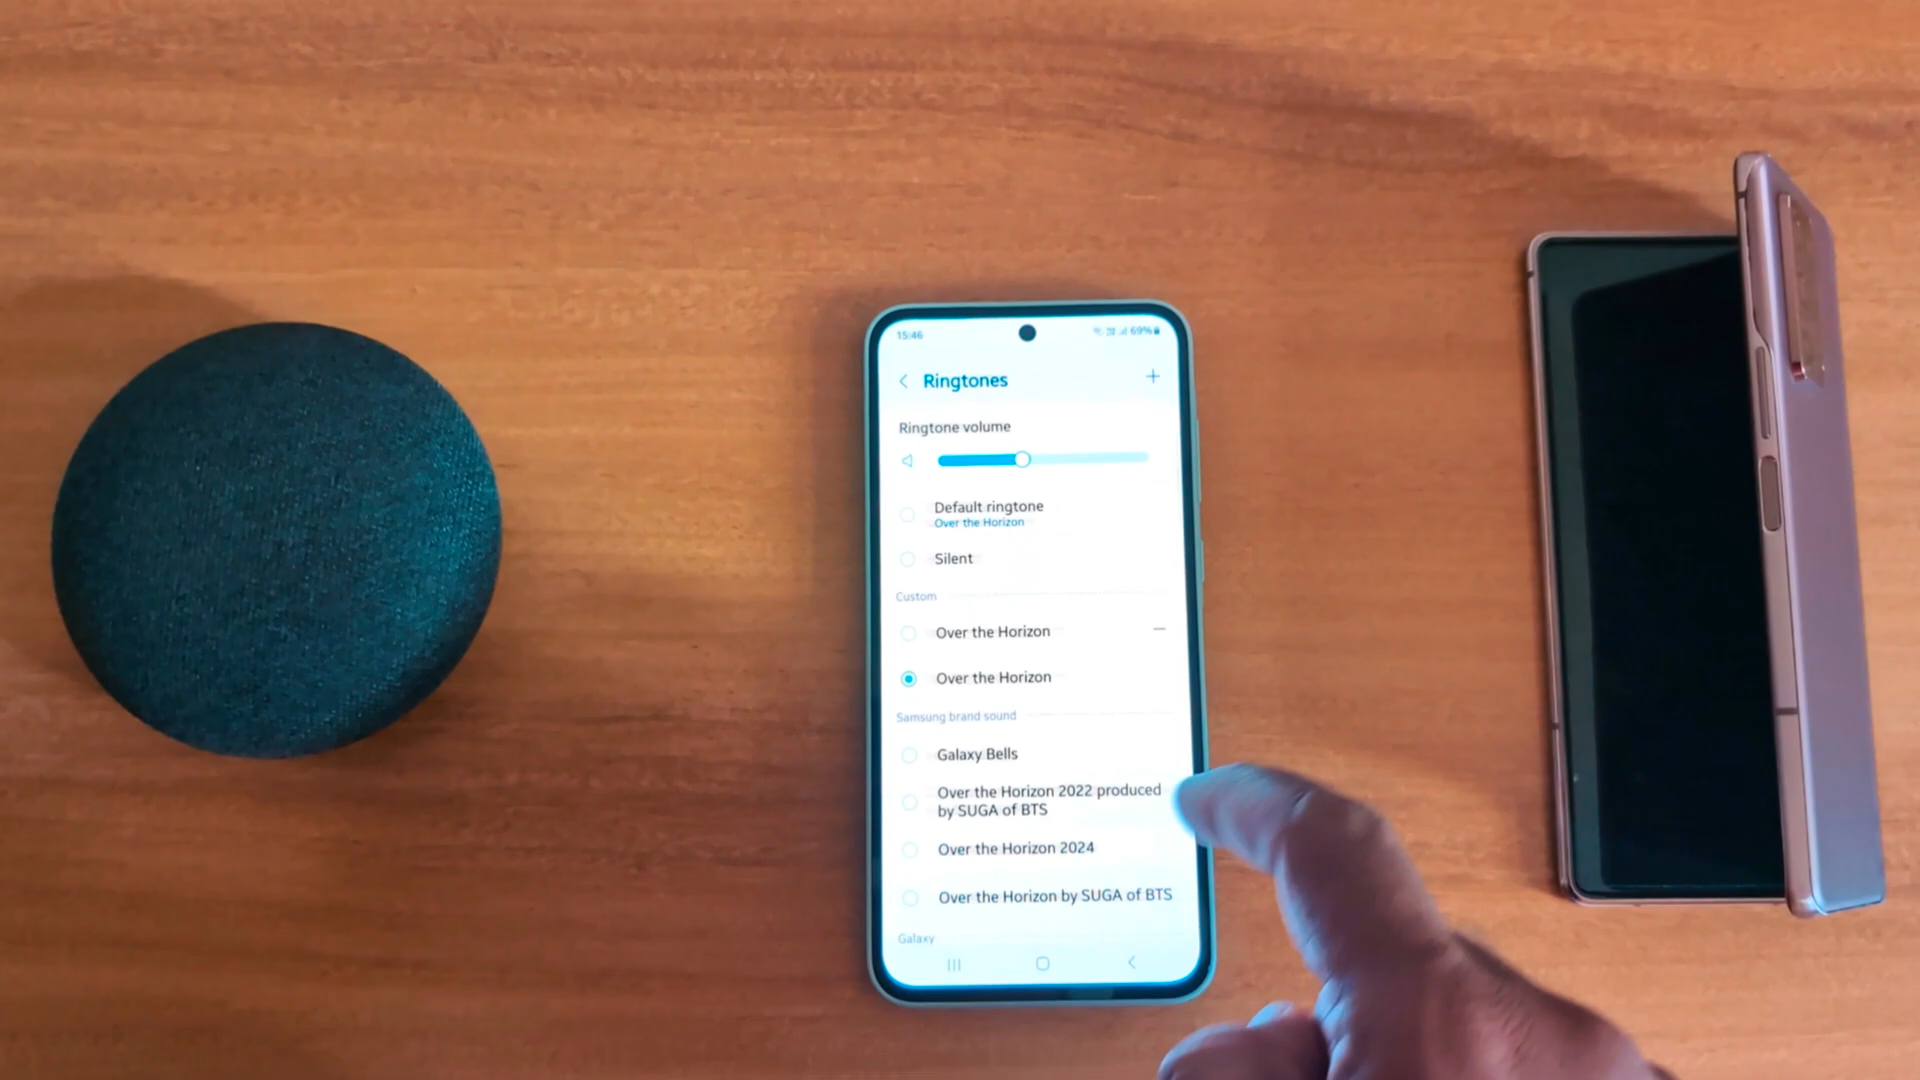 15:46
69%
Ringtones
Ringtone volume
Default ringtone
Over the Horizon
Silent
Custom
Over the Horizon
Over the Horizon
Samsung brand sound
Galaxy Bells
Over the Horizon 2022 produced
by SUGA of BTS
Over the Horizon 2024
Over the Horizon by SUGA of BTS
Galaxy